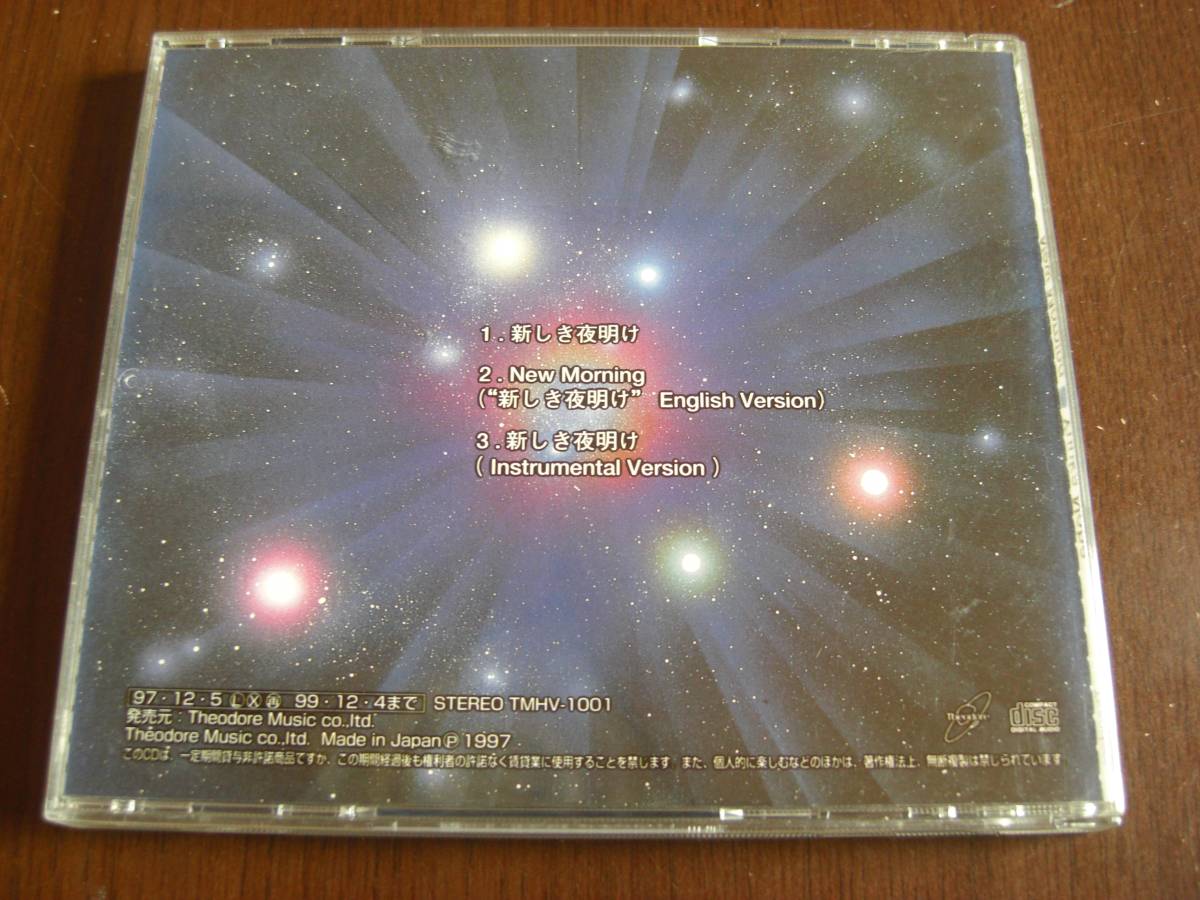 1.新しき夜明け
2.New Morning
(“新しき夜明け” English Version)
3.新しき夜明け
( Instrumental Version )
97・12・5 Ⓛ Ⓧ ㋐ 99・12・4まで STEREO TMHV-1001
発売元：Theodore Music co.,ltd.
Theodore Music co.,ltd. Made in Japan Ⓟ 1997
このCDは、一定期間貸与非許諾商品ですが、この期間経過後も権利者の許諾なく賃貸業に使用することを禁じます また、個人的に楽しむなどのほかは、著作権法上、無断複製は禁じられています
Theodore
COMPACT
disc
DIGITAL AUDIO